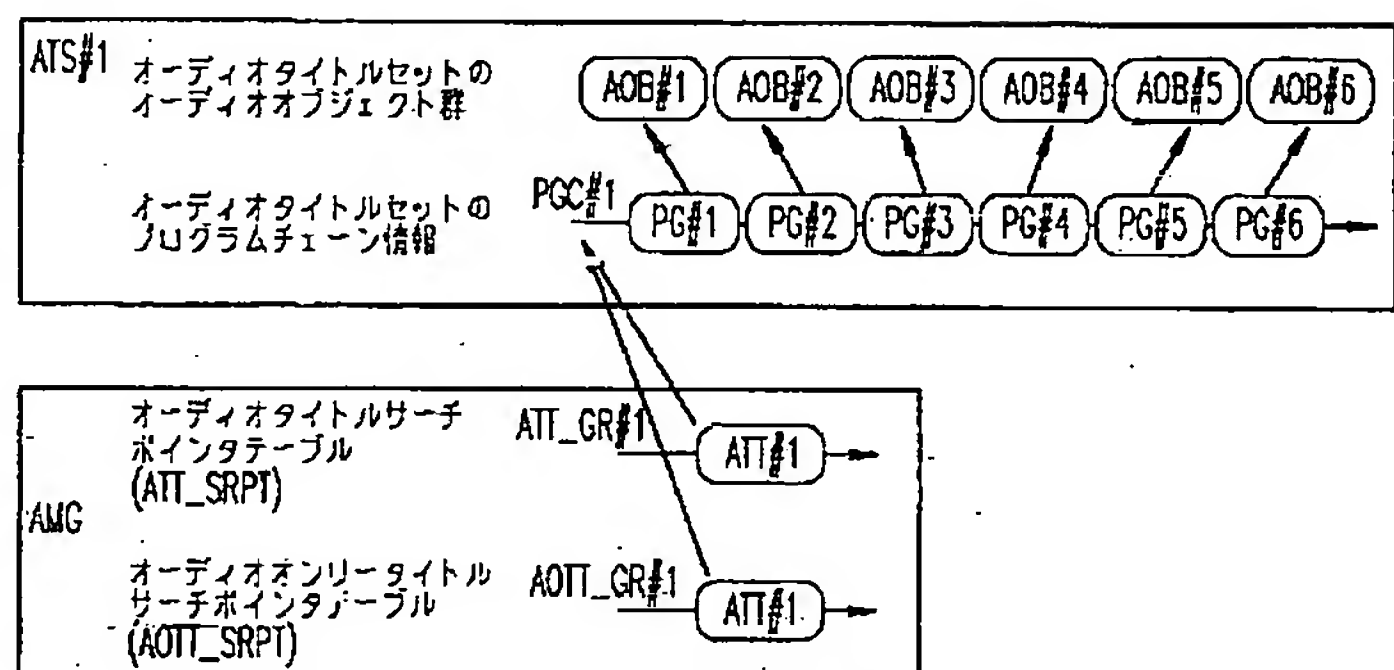 ATS#1
オーディオタイトルセットの
オーディオオブジェクト群
AOB#1 AOB#2 AOB#3 AOB#4 AOB#5 AOB#6
オーディオタイトルセットの
プログラムチェーン情報
PGC#1
PG#1 PG#2 PG#3 PG#4 PG#5 PG#6
オーディオタイトルサーチ
ポインタテーブル
(ATT_SRPT)
ATT_GR#1
ATT#1
AMG
オーディオオンリータイトル
サーチポインタテーブル
(AOTT_SRPT)
AOTT_GR#1
ATT#1